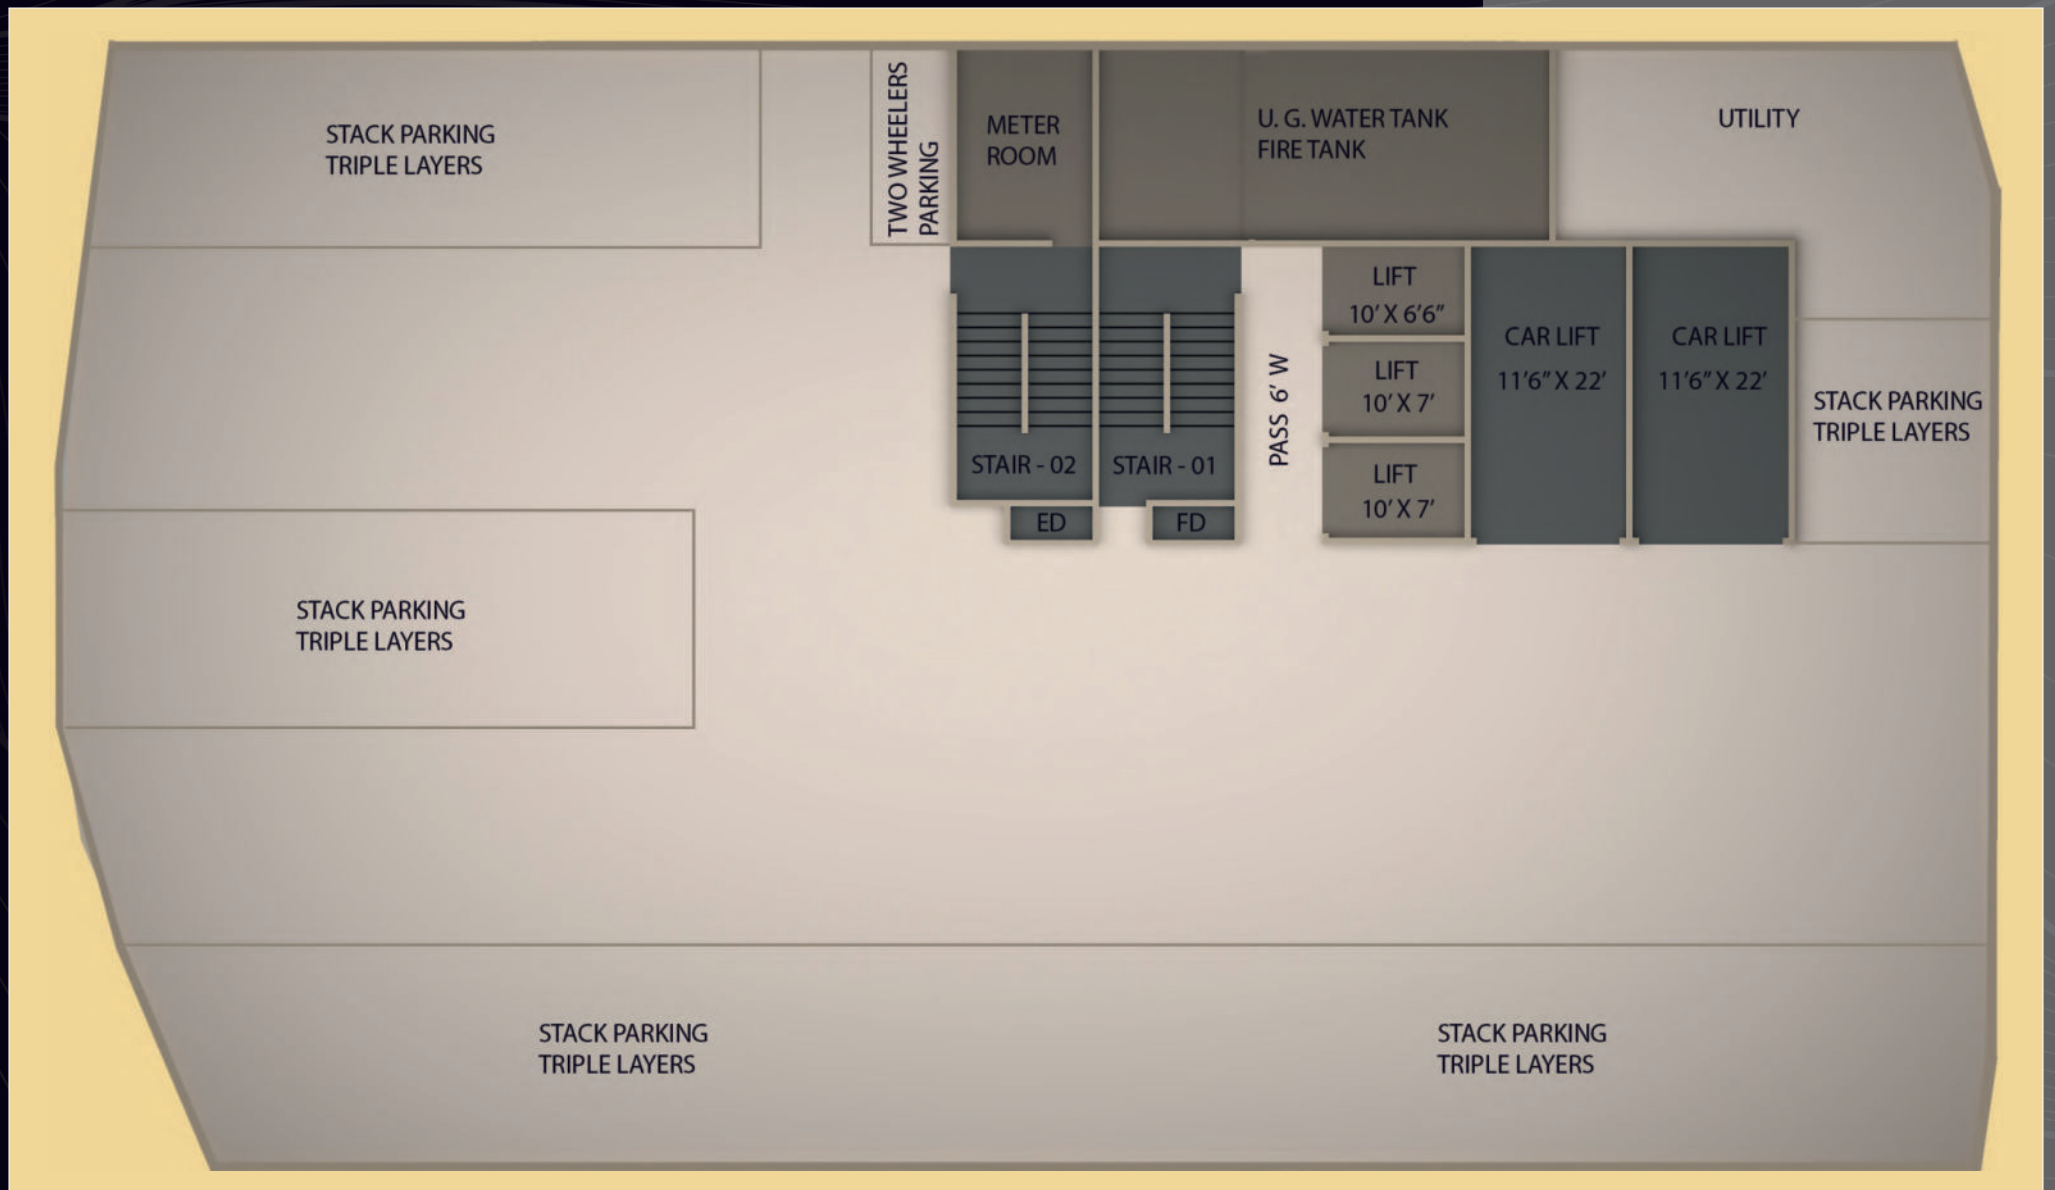 STACK PARKING
TRIPLE LAYERS
TWO WHEELERS
PARKING
METER
ROOM
U. G. WATER TANK
FIRE TANK
UTILITY
LIFT
10' X 6'6"
LIFT
10' X 7'
LIFT
10' X 7'
CAR LIFT
11'6" X 22'
CAR LIFT
11'6" X 22'
STACK PARKING
TRIPLE LAYERS
PASS 6' W
STAIR - 02
STAIR - 01
ED
FD
STACK PARKING
TRIPLE LAYERS
STACK PARKING
TRIPLE LAYERS
STACK PARKING
TRIPLE LAYERS